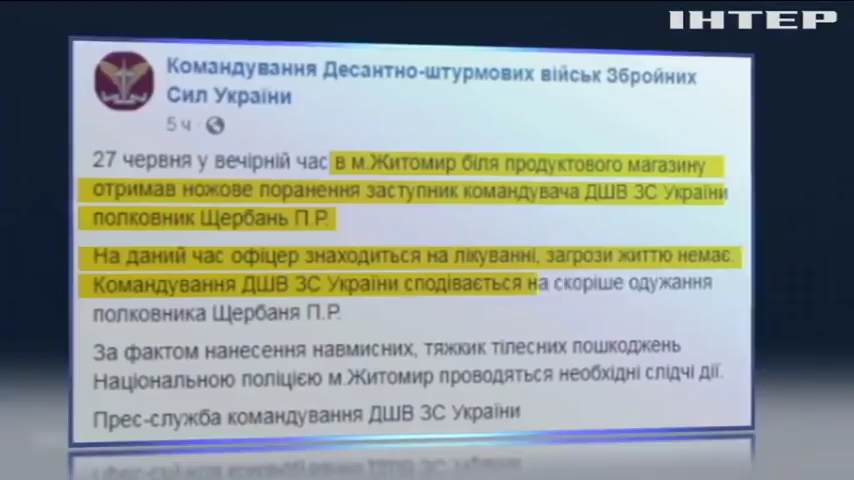 ІНТЕР
Командування Десантно-штурмових військ Збройних
Сил України
5 ч ·
27 червня у вечірній час в м.Житомир біля продуктового магазину
отримав ножове поранення заступник командувача ДШВ ЗС України
полковник Щербань П.Р.
На даний час офіцер знаходиться на лікуванні, загрози життю немає.
Командування ДШВ ЗС України сподівається на скоріше одужання
полковника Щербаня П.Р.
За фактом нанесення навмисних, тяжкик тілесних пошкоджень
Національною поліцією м.Житомир проводяться необхідні слідчі дії.
Прес-служба командування ДШВ ЗС України